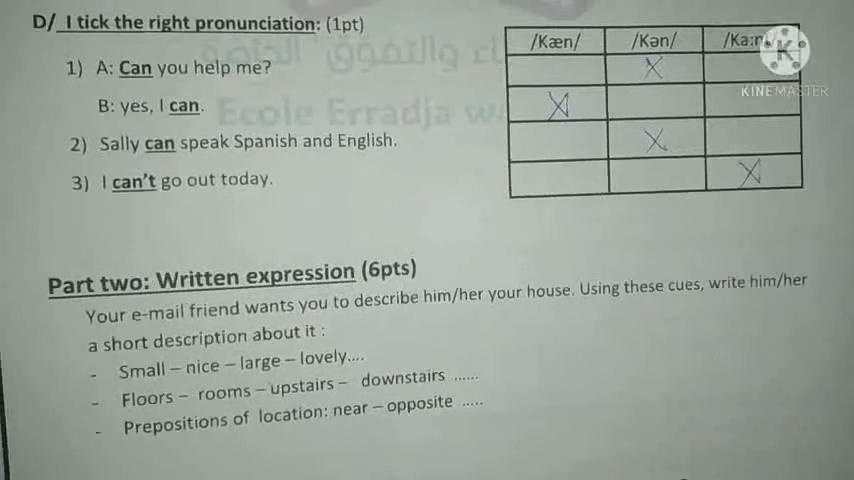 D/ I tick the right pronunciation: (1pt)
/Kæn/ /Kən/
1) A: Can you help me?
B: yes, I can.
2) Sally can speak Spanish and English.
3) I can't go out today.
X
X
X
X
KINEMASTER
Ecole Erradja
Part two: Written expression (6pts)
Your e-mail friend wants you to describe him/her your house. Using these cues, write him/her
a short description about it :
- Small – nice – large – lovely....
- Floors – rooms – upstairs – downstairs ......
- Prepositions of location: near – opposite ......